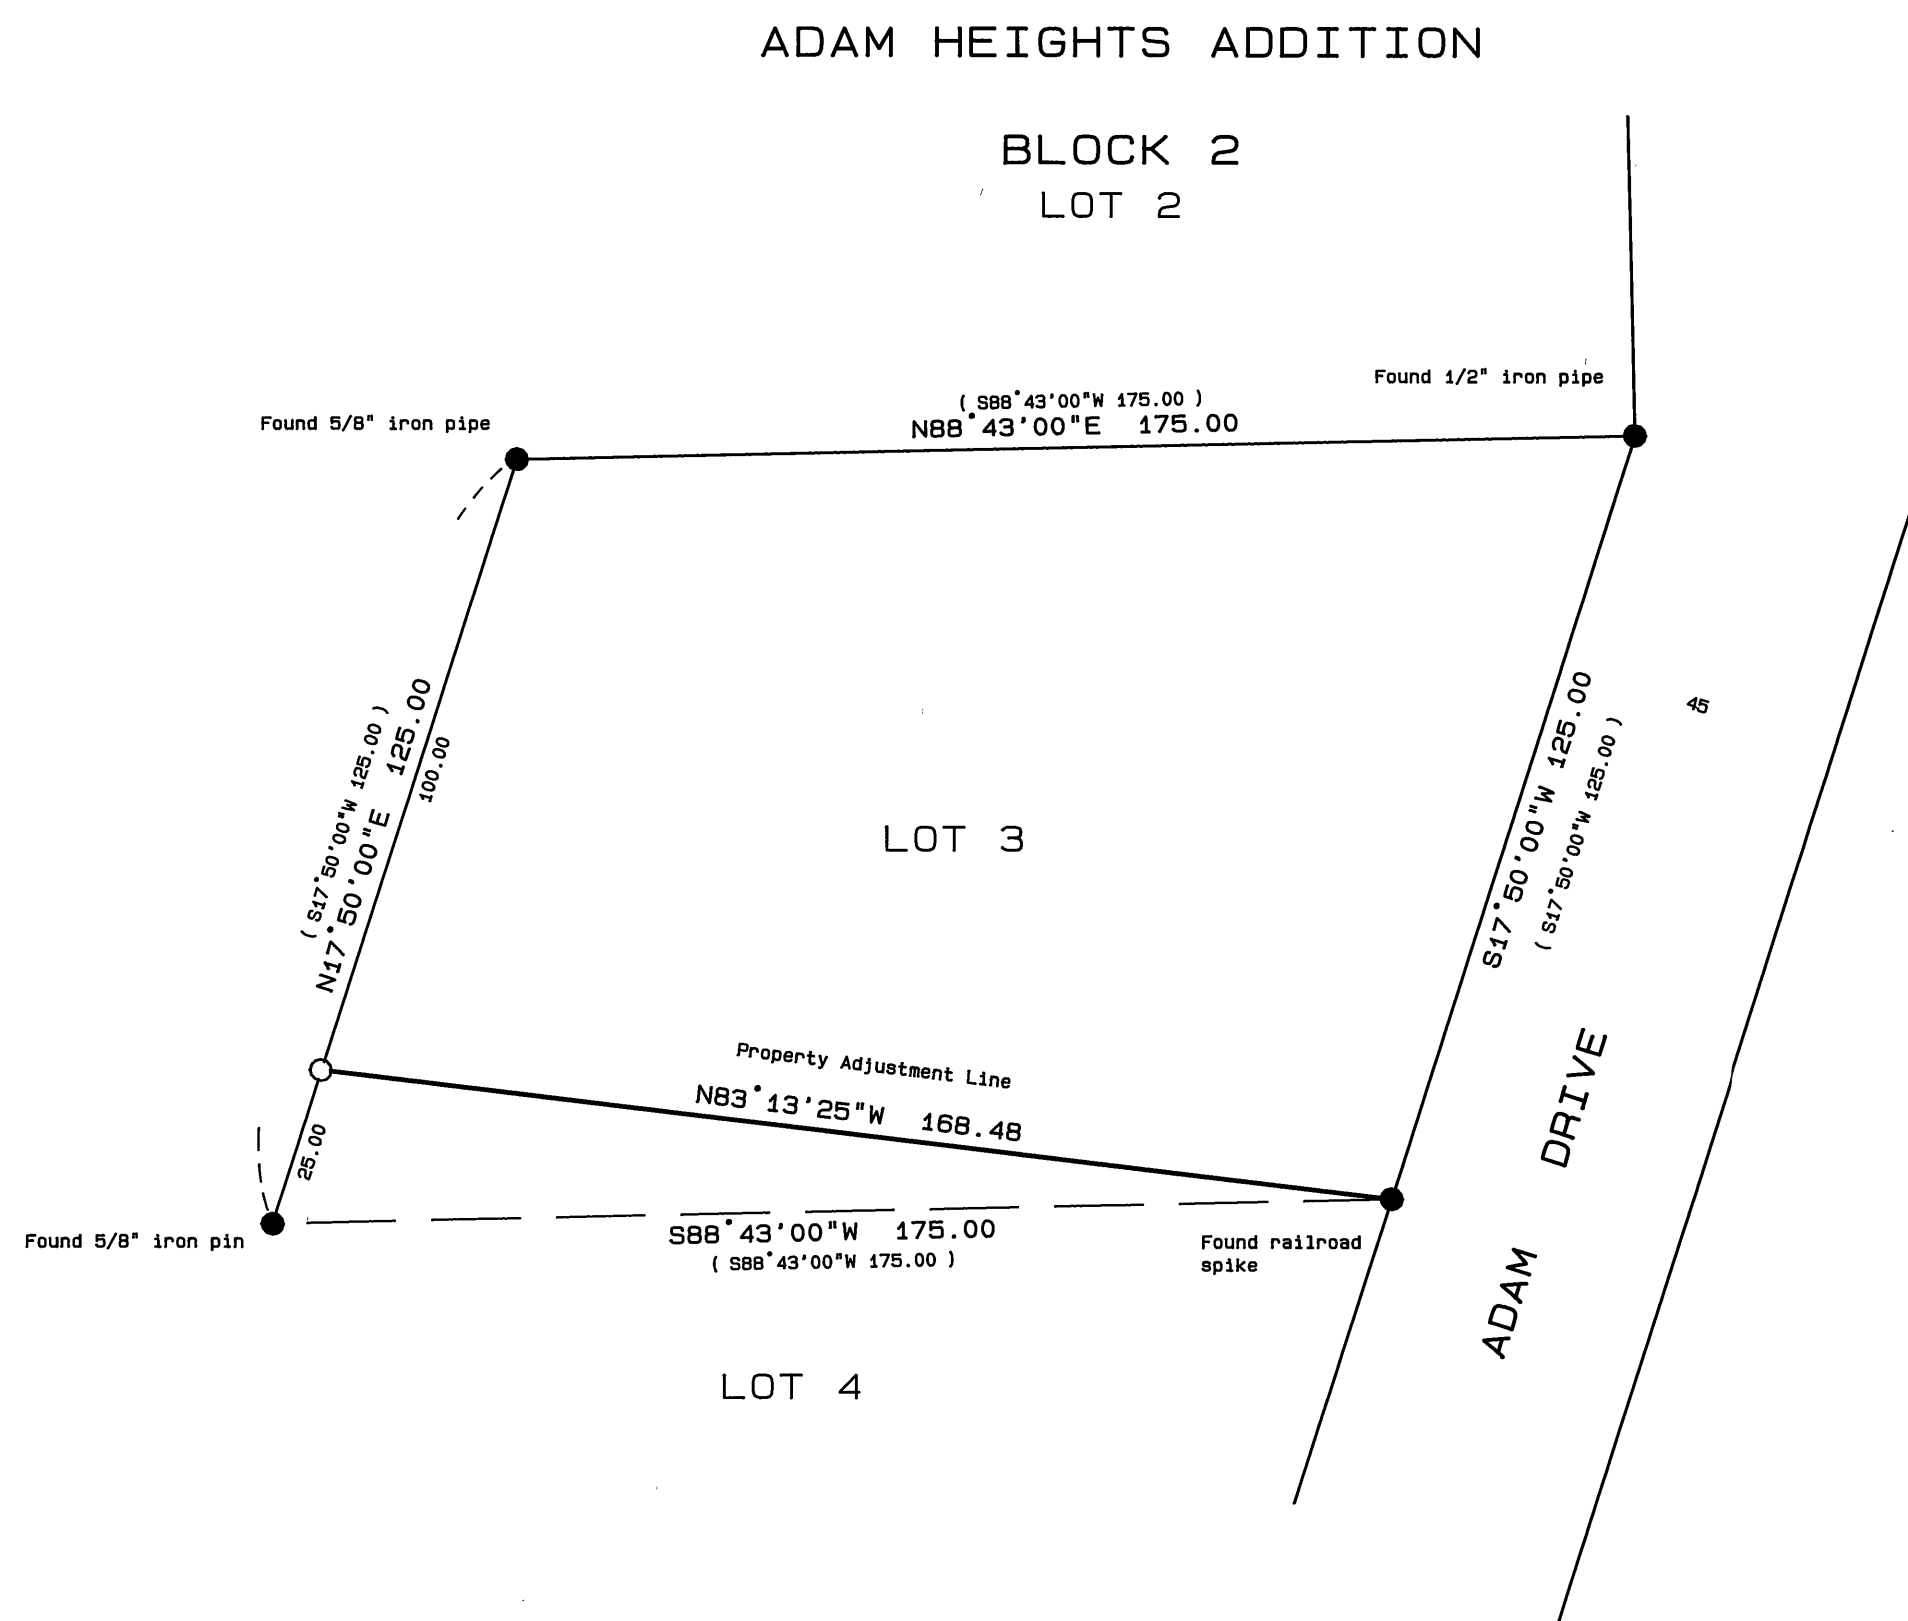 ADAM HEIGHTS ADDITION
BLOCK 2
LOT 2
Found 1/2" iron pipe
( S88°43'00"W 175.00 )
N88°43'00"E 175.00
Found 5/8" iron pipe
( S17°50'00"W 125.00 )
N17°50'00"E 125.00
100.00
S17°50'00"W 125.00
( S17°50'00"W 125.00 )
45
LOT 3
Property Adjustment Line
N83°13'25"W 168.48
25.00
Found 5/8" iron pin
S88°43'00"W 175.00
( S88°43'00"W 175.00 )
Found railroad
spike
ADAM DRIVE
LOT 4